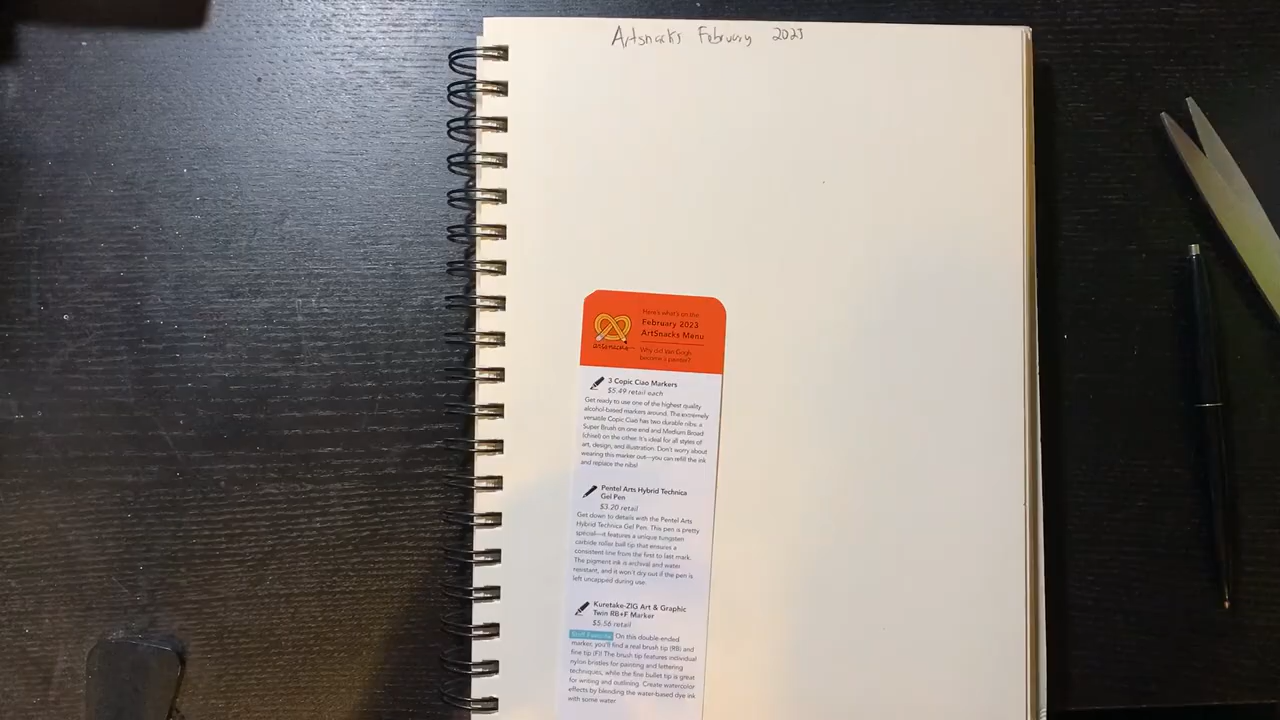 Artsnacks February 2023
Here's what's on the
February 2023
ArtSnacks Menu
Why did Van Gogh
become a painter?
artsnacks
3 Copic Ciao Markers
$5.49 retail each
Get ready to use one of the highest quality
alcohol-based markers around. The extremely
versatile Copic Ciao has two durable nibs: a
Super Brush on one end and Medium Broad
(chisel) on the other. It's ideal for all styles of
art, design, and illustration. Don't worry about
wearing this marker out—you can refill the ink
and replace the nibs!
Pentel Arts Hybrid Technica
Gel Pen
$3.20 retail
Get down to details with the Pentel Arts
Hybrid Technica Gel Pen. This pen is pretty
special—it features a unique tungsten
carbide roller ball tip that ensures a
consistent line from the first to last mark.
The pigment ink is archival and water
resistant, and it won't dry out if the pen is
left uncapped during use.
Kuretake-ZIG Art & Graphic
Twin RB+F Marker
$5.58 retail
Staff Favorite On this double-ended
marker, you'll find a real brush tip (RB) and
fine tip (F)! The brush tip features individual
nylon bristles for painting and lettering
techniques, while the fine bullet tip is great
for writing and outlining. Create watercolor
effects by blending the water-based dye ink
with some water.